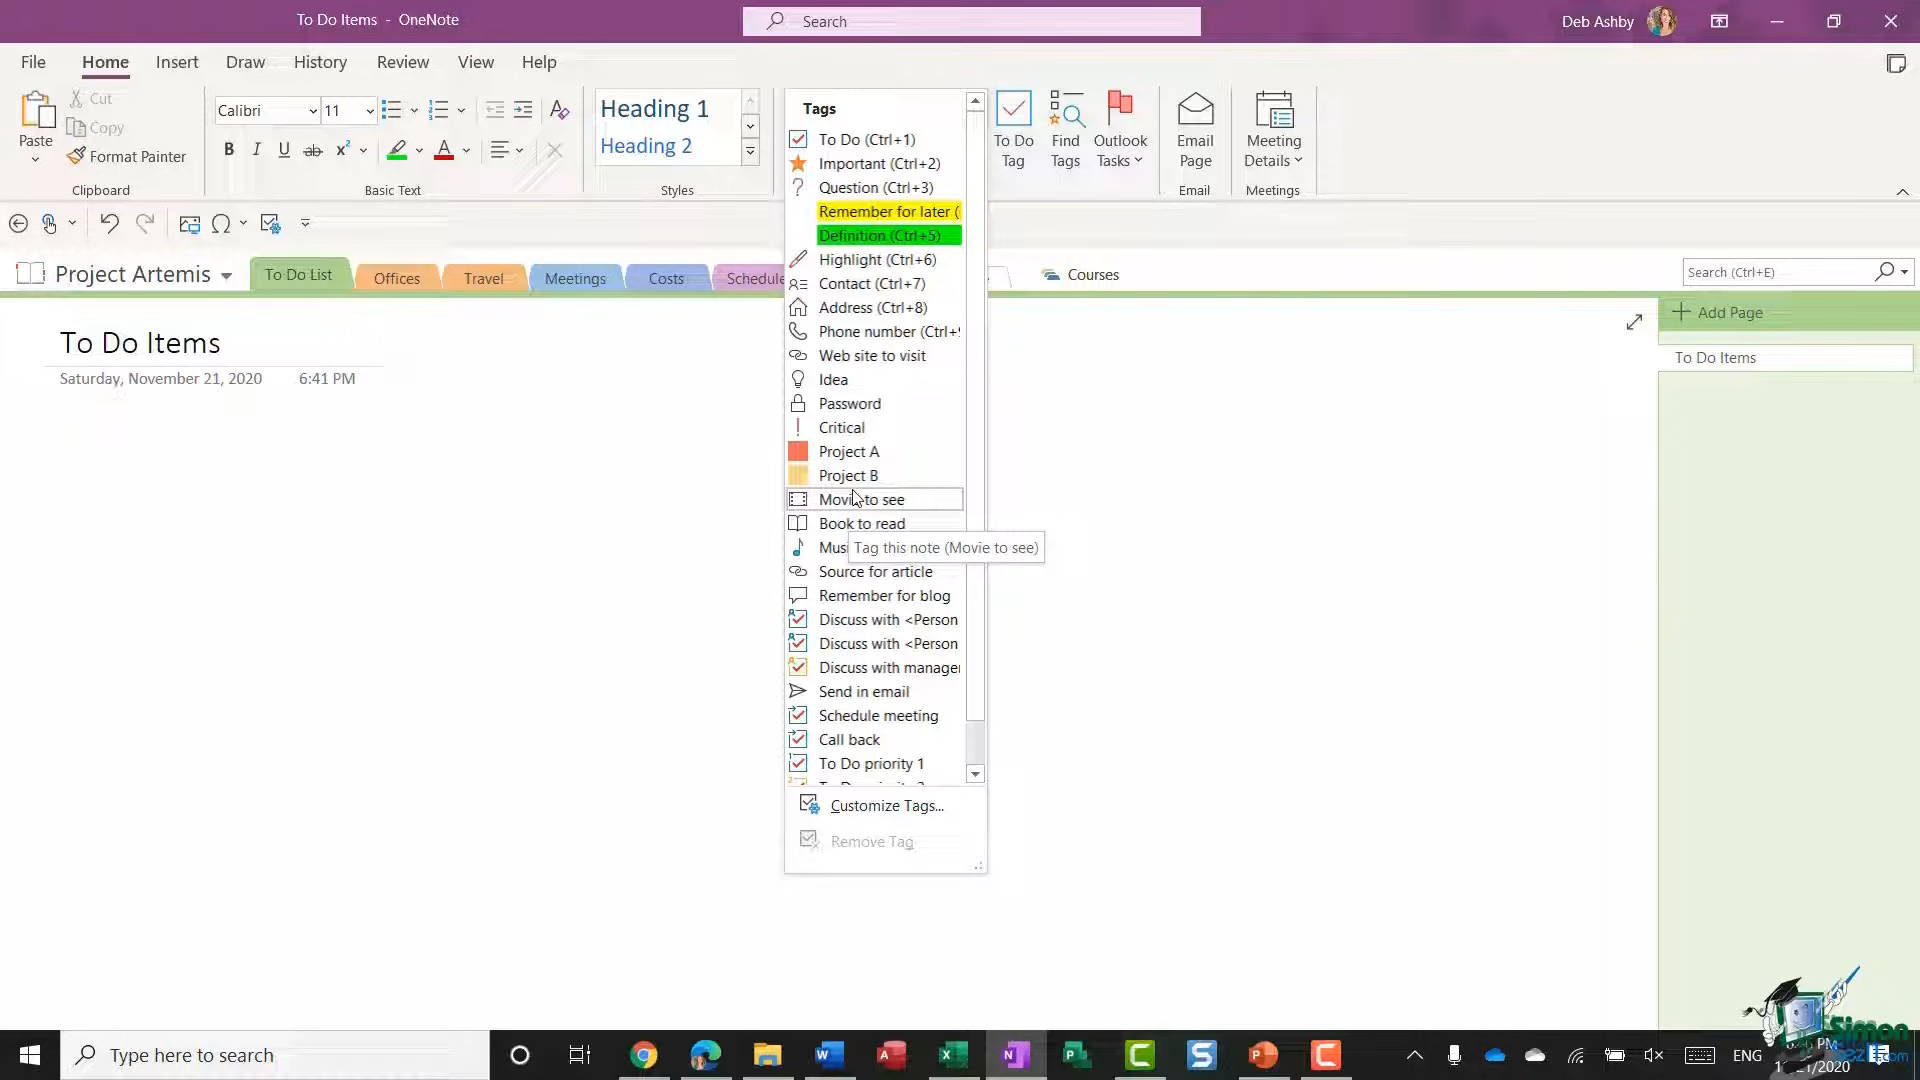 To Do Items - OneNote
Search
Deb Ashby
File Home Insert Draw History Review View Help
Paste
Cut
Copy
Format Painter
Clipboard
Calibri 11
B I U ab x²
A
Basic Text
Heading 1
Heading 2
Styles
To Do Tag
Find Tags
Outlook Tasks
Email Page
Email
Meeting Details
Meetings
Project Artemis
To Do List Offices Travel Meetings Costs Schedule
Courses
Search (Ctrl+E)
To Do Items
Saturday, November 21, 2020 6:41 PM
Add Page
To Do Items
Tags
To Do (Ctrl+1)
Important (Ctrl+2)
Question (Ctrl+3)
Remember for later (
Definition (Ctrl+5)
Highlight (Ctrl+6)
Contact (Ctrl+7)
Address (Ctrl+8)
Phone number (Ctrl+
Web site to visit
Idea
Password
Critical
Project A
Project B
Movie to see
Book to read
Mus
Tag this note (Movie to see)
Source for article
Remember for blog
Discuss with <Person
Discuss with <Person
Discuss with manage
Send in email
Schedule meeting
Call back
To Do priority 1
Customize Tags...
Remove Tag
Type here to search
ENG
Simon